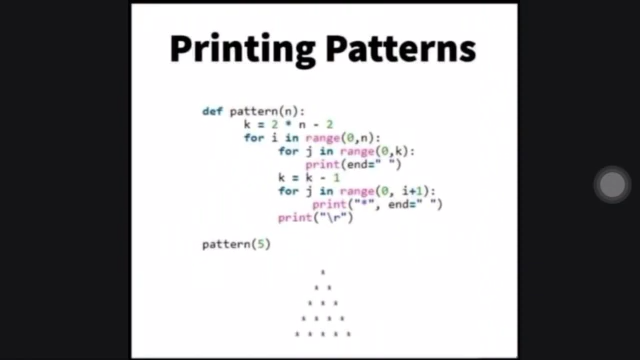 Printing Patterns
def pattern(n):
k = 2 * n - 2
for i in range(0,n):
for j in range(0,k):
print(end=" ")
k = k - 1
for j in range(0, i+1):
print("*", end=" ")
print("\r")
pattern(5)
*
* *
* * *
* * * *
* * * * *